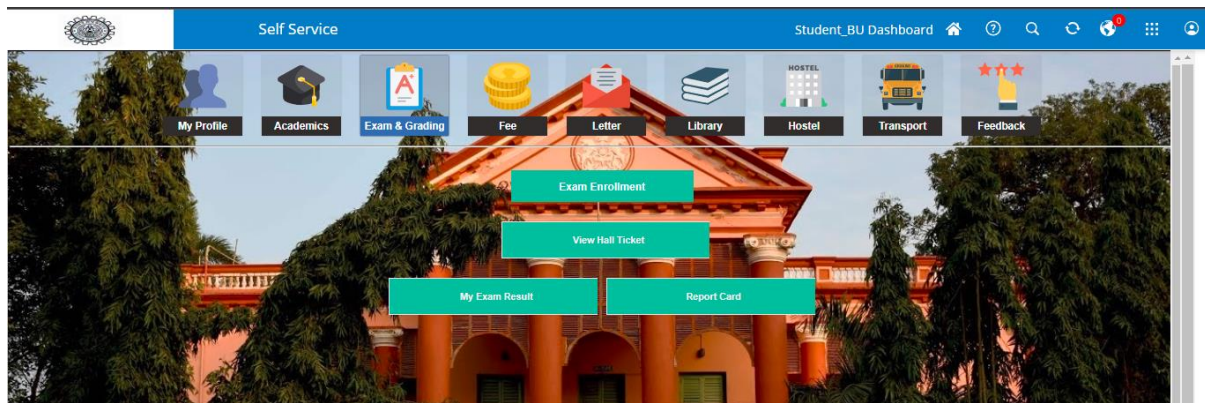 Self Service
Student_BU Dashboard
0
HOSTEL
A+
My Profile
Academics
Exam & Grading
Fee
Letter
Library
Hostel
Transport
Feedback
Exam Enrollment
View Hall Ticket
My Exam Result
Report Card